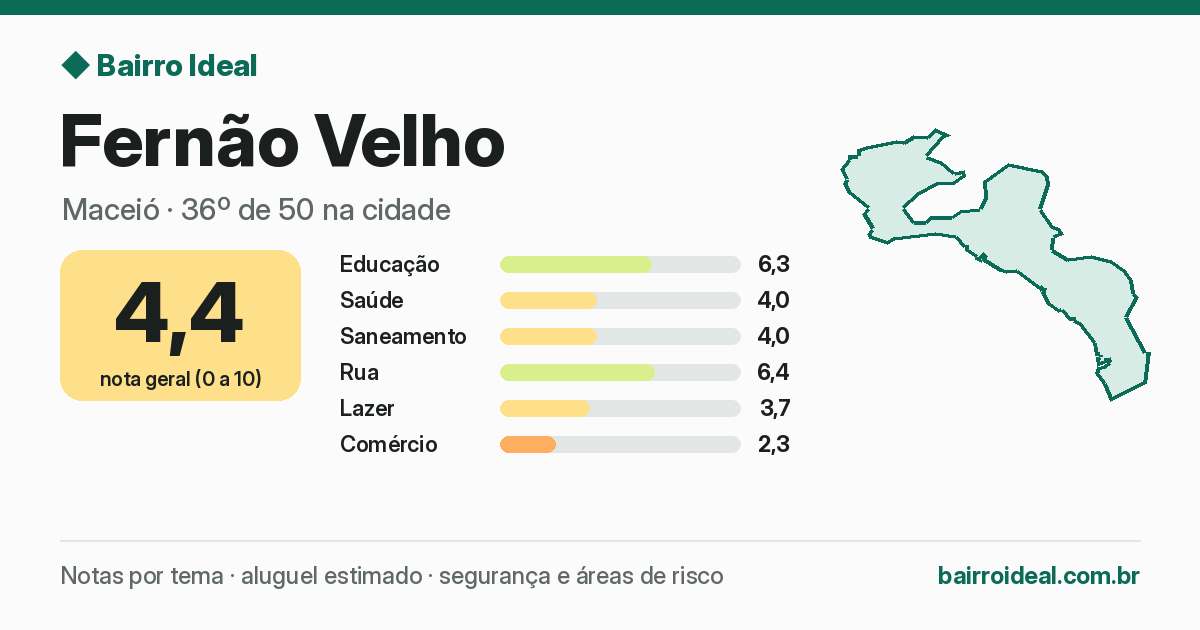 Bairro Ideal
Fernão Velho
Maceió · 36º de 50 na cidade
4,4
nota geral (0 a 10)
Educação 6,3
Saúde 4,0
Saneamento 4,0
Rua 6,4
Lazer 3,7
Comércio 2,3
Notas por tema · aluguel estimado · segurança e áreas de risco
bairroideal.com.br